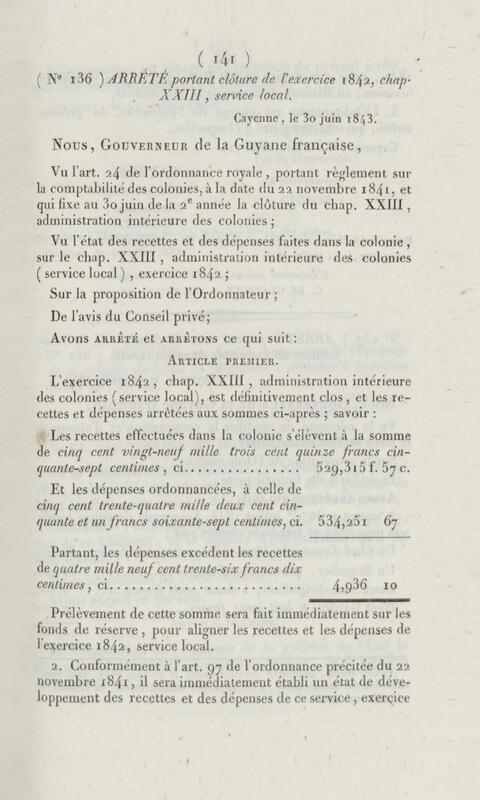 ( 141 )
( N° 136 ) ARRÊTÉ portant clôture de l'exercice 1842, chap-
XXIII, service local.
Cayenne, le 30 juin 1843.
Nous, Gouverneur de la Guyane française,
Vu l'art. 24 de l'ordonnance royale, portant règlement sur
la comptabilité des colonies, à la date du 22 novembre 1841, et
qui fixe au 30 juin de la 2e année la clôture du chap. XXIII,
administration intérieure des colonies;
Vu l'état des recettes et des dépenses faites dans la colonie,
sur le chap. XXIII, administration intérieure des colonies
( service local ), exercice 1842;
Sur la proposition de l'Ordonnateur;
De l'avis du Conseil privé;
Avons arrêté et arrêtons ce qui suit:
Article premier.
L'exercice 1842, chap. XXIII, administration intérieure
des colonies (service local), est définitivement clos, et les re-
cettes et dépenses arrêtées aux sommes ci-après; savoir:
Les recettes effectuées dans la colonie s'élèvent à la somme
de cinq cent vingt-neuf mille trois cent quinze francs cin-
quante-sept centimes, ci................ 529,315 f. 57 c.
Et les dépenses ordonnancées, à celle de
cinq cent trente-quatre mille deux cent cin-
quante et un francs soixante-sept centimes, ci. 534,251 67
Partant, les dépenses excédent les recettes
de quatre mille neuf cent trente-six francs dix
centimes, ci........................... 4,936 10
Prélèvement de cette somme sera fait immédiatement sur les
fonds de réserve, pour aligner les recettes et les dépenses de
l'exercice 1842, service local.
2. Conformément à l'art. 97 de l'ordonnance précitée du 22
novembre 1841, il sera immédiatement établi un état de déve-
loppement des recettes et des dépenses de ce service, exercice